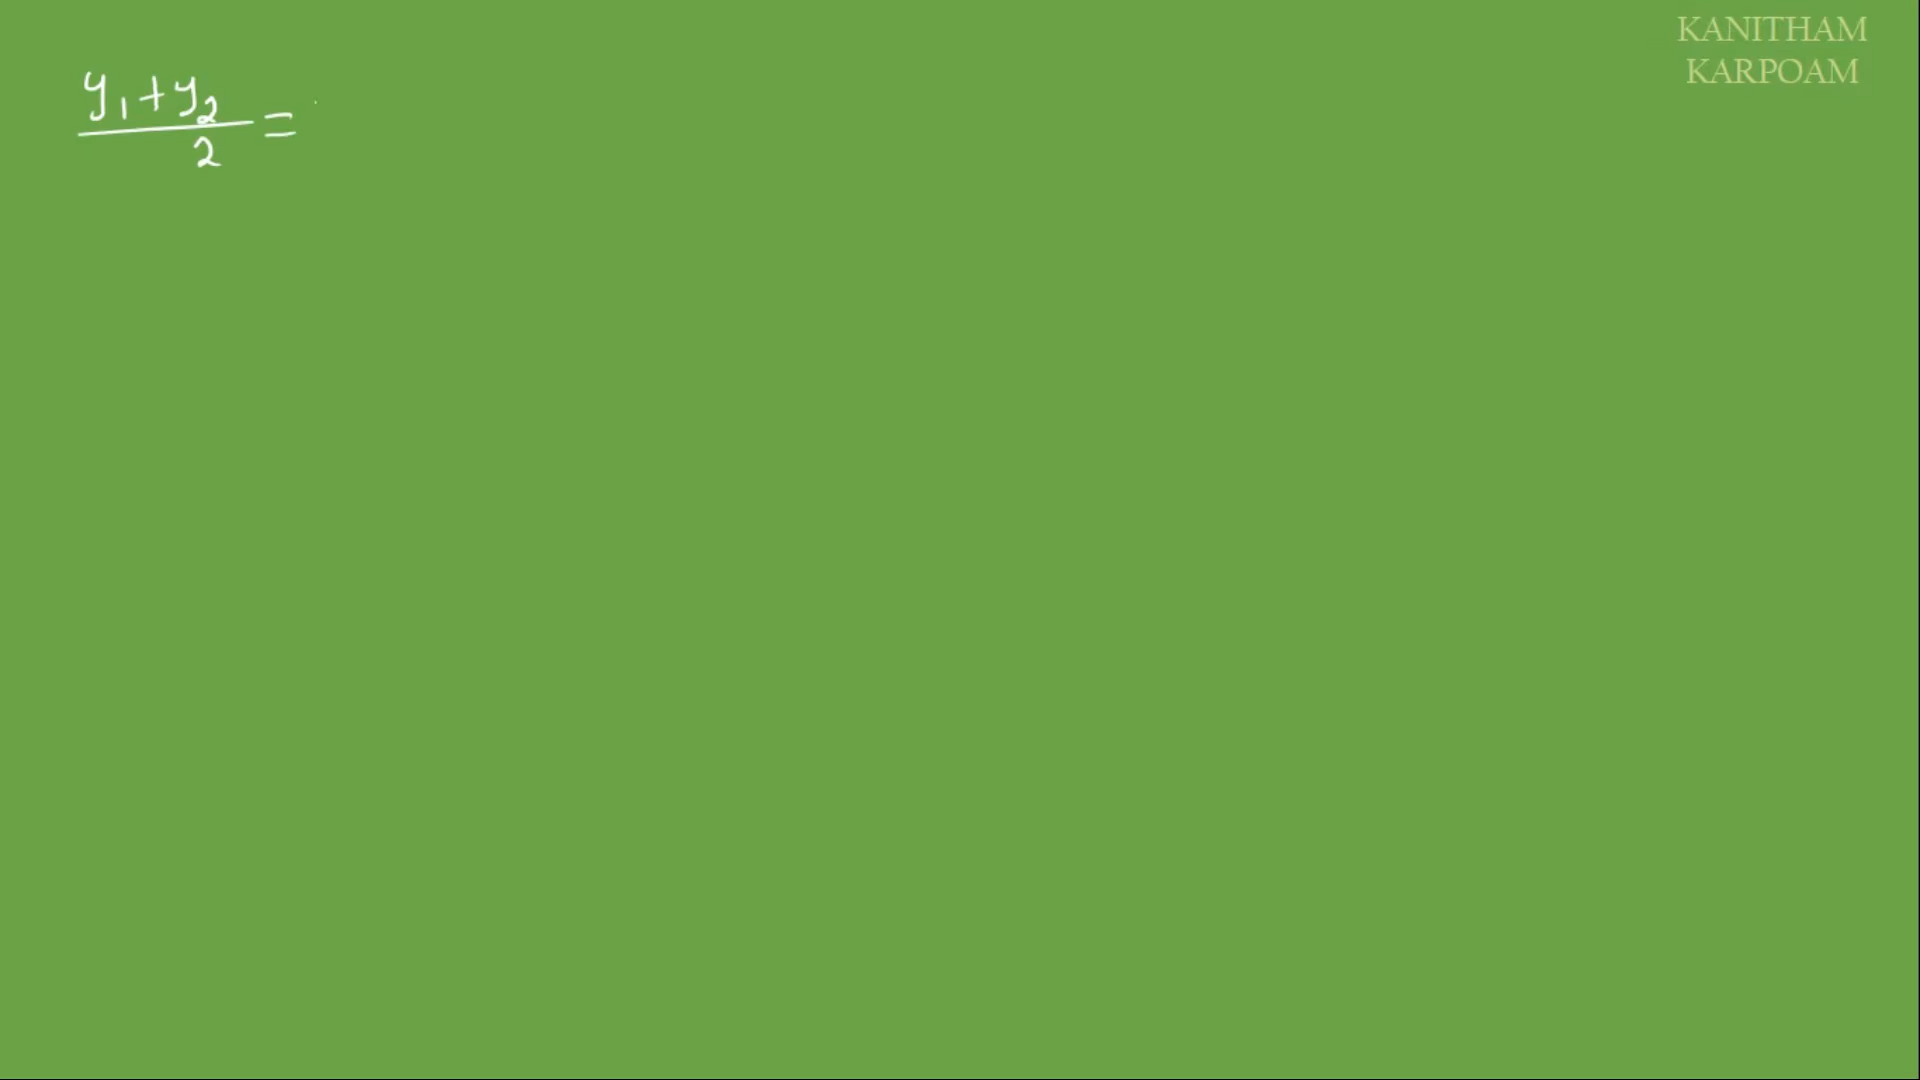 KANITHAM
KARPOAM
y₁+y₂
2
=